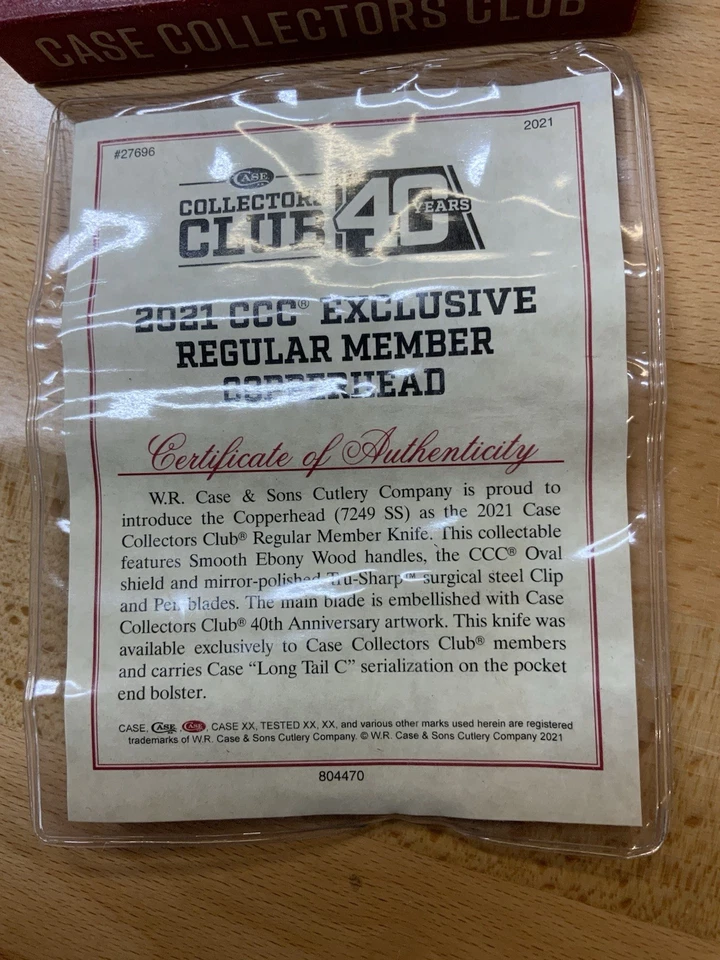 CASE COLLECTORS CLUB
#27696
2021
CASE
COLLECTORS
CLUB
40
YEARS
2021 CCC® EXCLUSIVE
REGULAR MEMBER
COPPERHEAD
Certificate of Authenticity
W.R. Case & Sons Cutlery Company is proud to
introduce the Copperhead (7249 SS) as the 2021 Case
Collectors Club® Regular Member Knife. This collectable
features Smooth Ebony Wood handles, the CCC® Oval
shield and mirror-polished Tru-Sharp™ surgical steel Clip
and Pen blades. The main blade is embellished with Case
Collectors Club® 40th Anniversary artwork. This knife was
available exclusively to Case Collectors Club® members
and carries Case “Long Tail C” serialization on the pocket
end bolster.
CASE, CASE, CASE, CASE XX, TESTED XX, XX, and various other marks used herein are registered
trademarks of W.R. Case & Sons Cutlery Company. © W.R. Case & Sons Cutlery Company 2021
804470